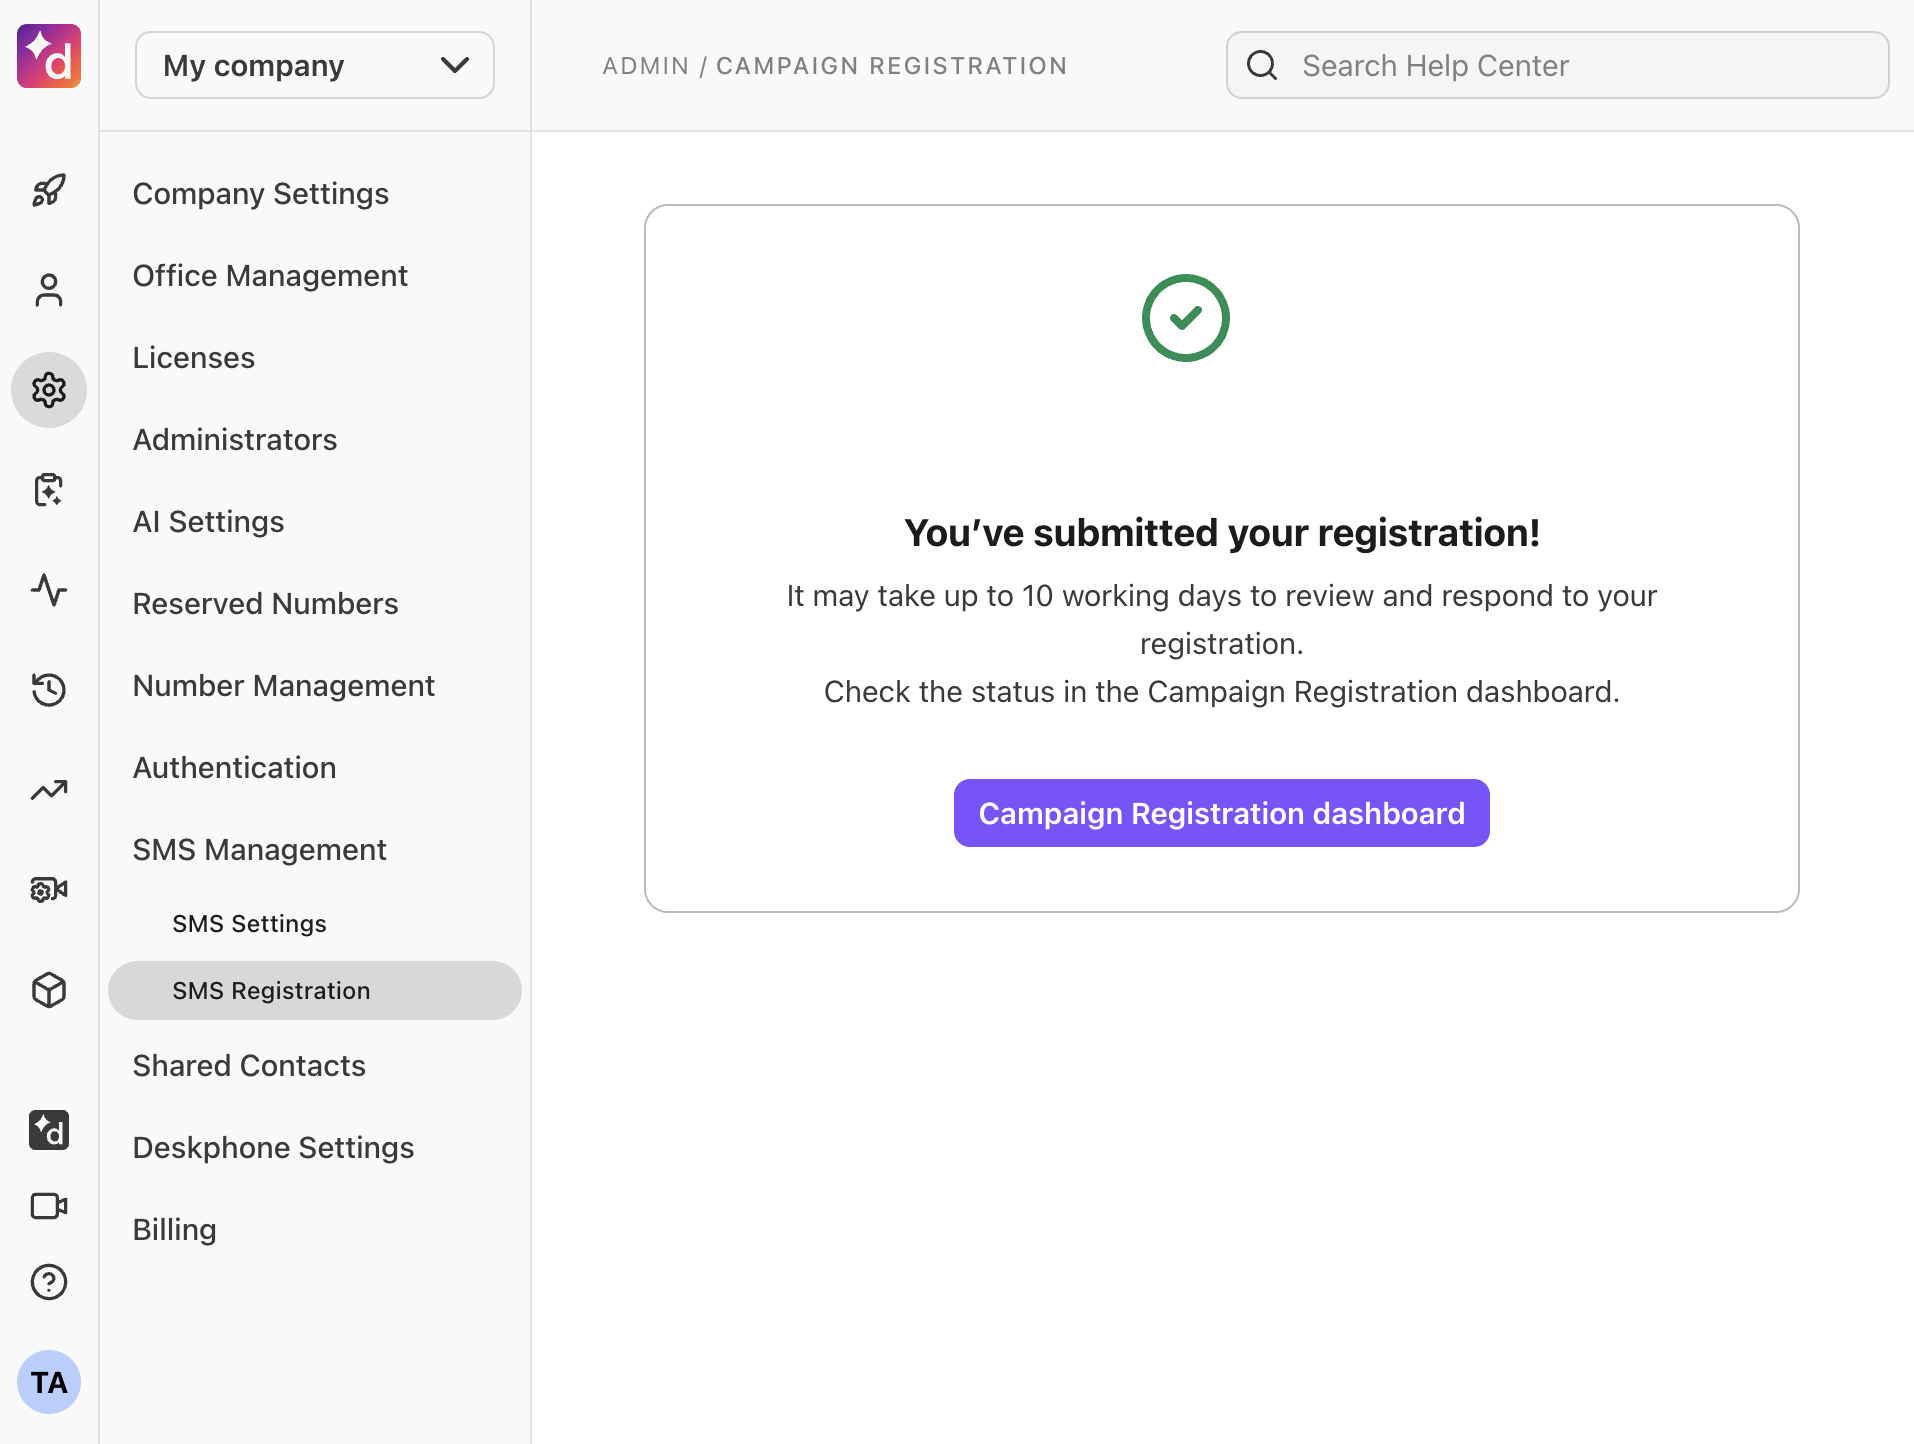 d
My company
ADMIN / CAMPAIGN REGISTRATION
Search Help Center
Company Settings
Office Management
Licenses
Administrators
AI Settings
Reserved Numbers
Number Management
Authentication
SMS Management
SMS Settings
SMS Registration
Shared Contacts
Deskphone Settings
Billing
d
TA
You’ve submitted your registration!
It may take up to 10 working days to review and respond to your
registration.
Check the status in the Campaign Registration dashboard.
Campaign Registration dashboard